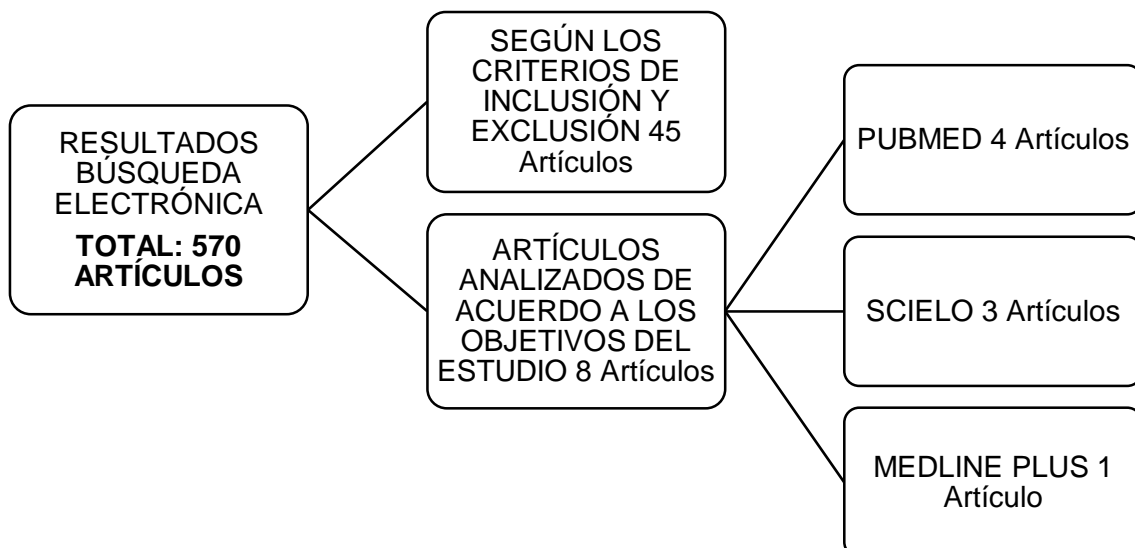 RESULTADOS
BÚSQUEDA
ELECTRÓNICA
TOTAL: 570
ARTÍCULOS
SEGÚN LOS
CRITERIOS DE
INCLUSIÓN Y
EXCLUSIÓN 45
Artículos
ARTÍCULOS
ANALIZADOS DE
ACUERDO A LOS
OBJETIVOS DEL
ESTUDIO 8 Artículos
PUBMED 4 Artículos
SCIELO 3 Artículos
MEDLINE PLUS 1
Artículo